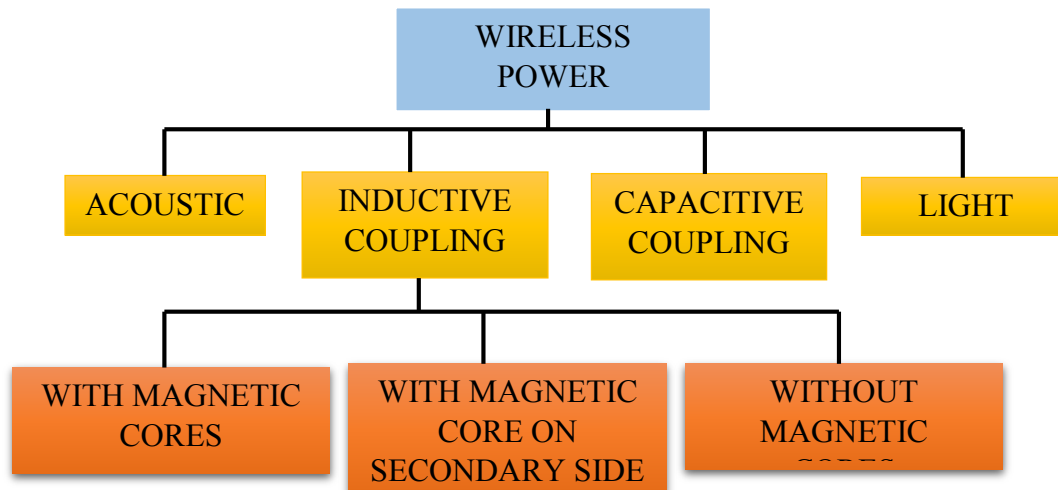 WIRELESS
POWER
ACOUSTIC
INDUCTIVE
COUPLING
CAPACITIVE
COUPLING
LIGHT
WITH MAGNETIC
CORES
WITH MAGNETIC
CORE ON
SECONDARY SIDE
WITHOUT
MAGNETIC
CORES